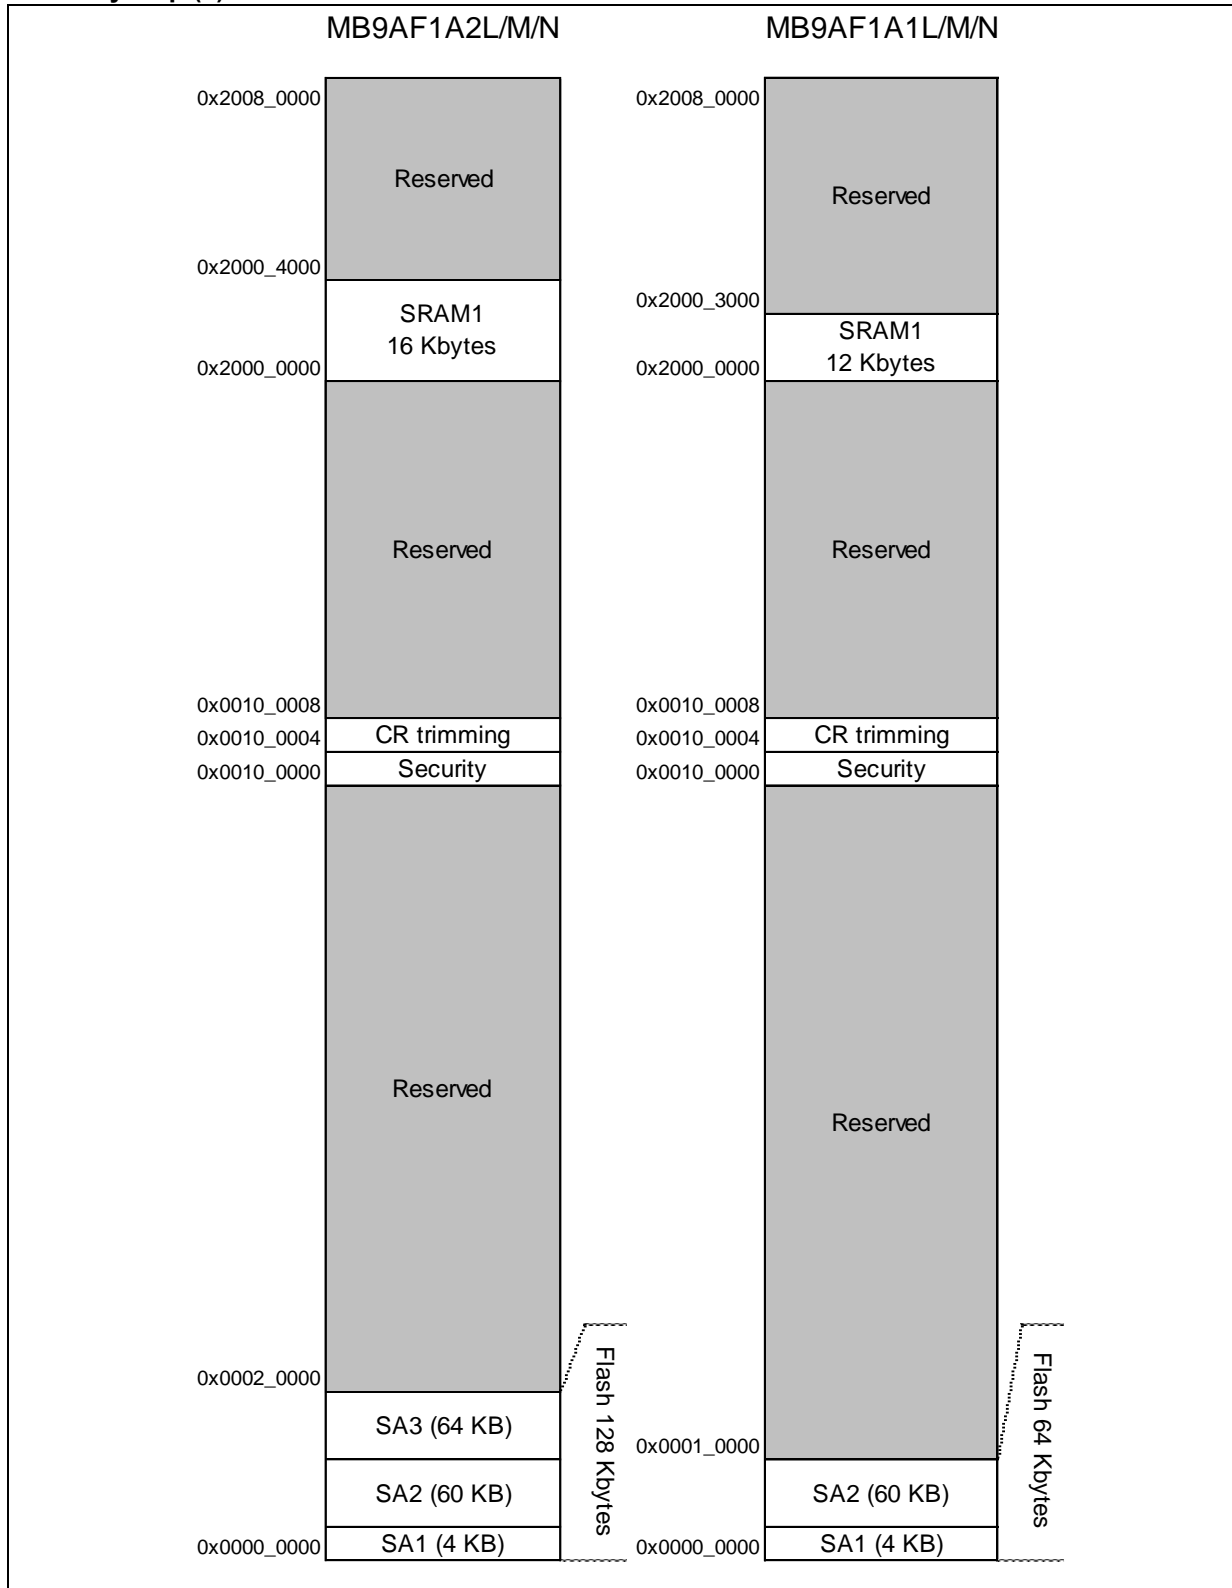 MB9AF1A2L/M/N
0x2008_0000
Reserved
0x2000_4000
SRAM1
16 Kbytes
0x2000_0000
Reserved
0x0010_0008
CR trimming
0x0010_0004
Security
0x0010_0000
Reserved
0x0002_0000
SA3 (64 KB)
SA2 (60 KB)
SA1 (4 KB)
0x0000_0000
Flash 128 Kbytes
MB9AF1A1L/M/N
0x2008_0000
Reserved
0x2000_3000
SRAM1
12 Kbytes
0x2000_0000
Reserved
0x0010_0008
CR trimming
0x0010_0004
Security
0x0010_0000
Reserved
0x0001_0000
SA2 (60 KB)
SA1 (4 KB)
0x0000_0000
Flash 64 Kbytes